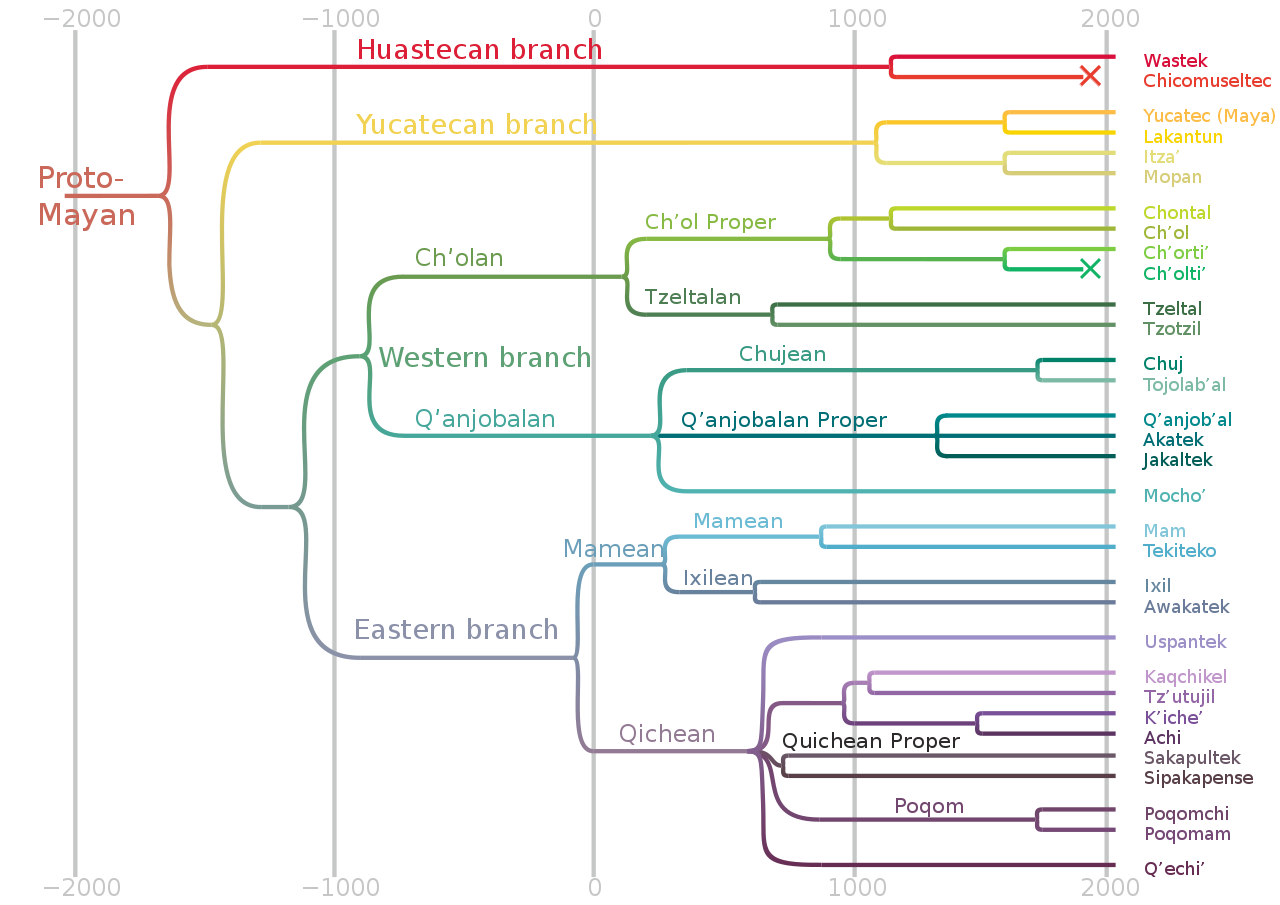 −2000 −1000 0 1000 2000
Huastecan branch
Wastek
Chicomuseltec
Yucatecan branch
Yucatec (Maya)
Lakantun
Itza’
Mopan
Proto-
Mayan
Ch’ol Proper
Chontal
Ch’ol
Ch’orti’
Ch’olti’
Ch’olan
Tzeltalan
Tzeltal
Tzotzil
Western branch
Chujean
Chuj
Tojolab’al
Q’anjobalan
Q’anjobalan Proper
Q’anjob’al
Akatek
Jakaltek
Mocho’
Mamean
Mam
Tekiteko
Mamean
Ixilean
Ixil
Awakatek
Eastern branch
Uspantek
Kaqchikel
Tz’utujil
K’iche’
Achi
Qichean
Quichean Proper
Sakapultek
Sipakapense
Poqom
Poqomchi
Poqomam
Q’echi’
−2000 −1000 0 1000 2000